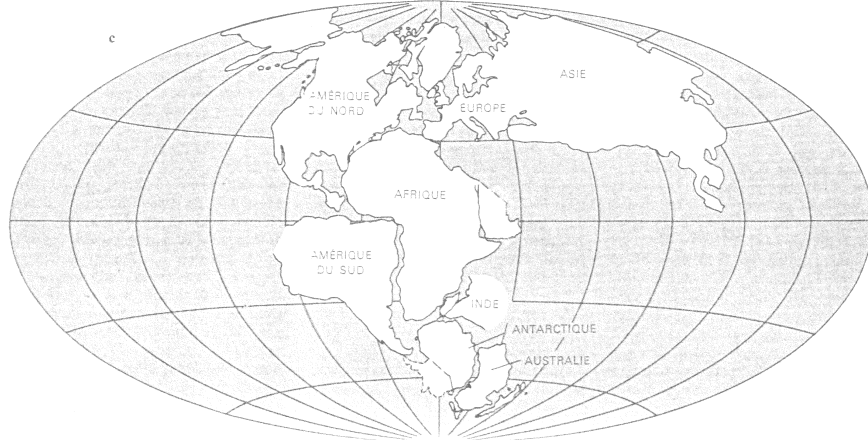 c
ASIE
AMÉRIQUE
DU NORD
EUROPE
AFRIQUE
AMÉRIQUE
DU SUD
INDE
ANTARCTIQUE
AUSTRALIE